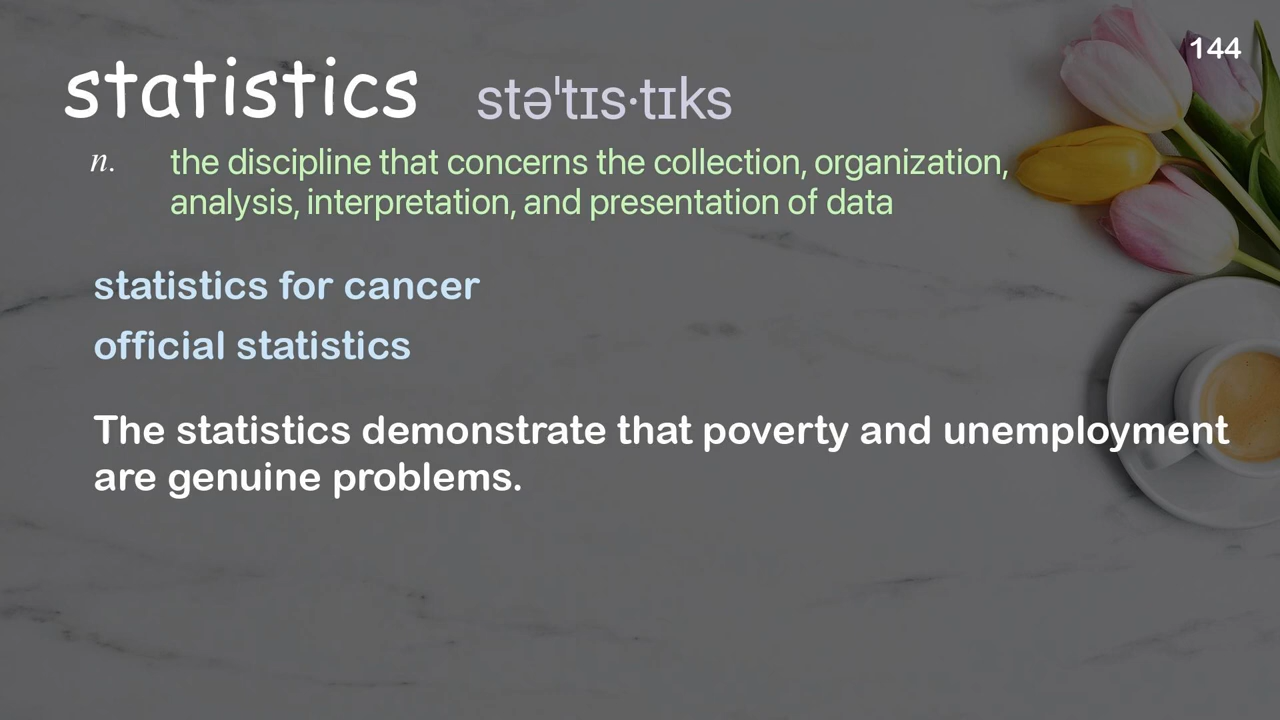 144
statistics stəˈtɪs·tɪks
n. the discipline that concerns the collection, organization,
analysis, interpretation, and presentation of data
statistics for cancer
official statistics
The statistics demonstrate that poverty and unemployment
are genuine problems.